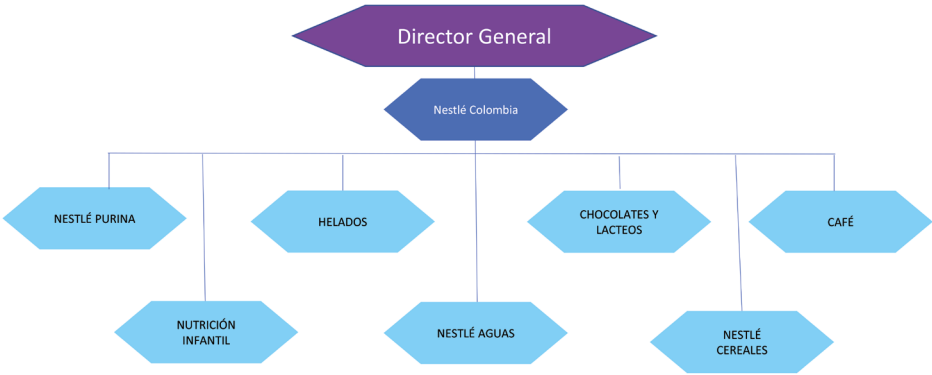 Director General
Nestlé Colombia
NESTLÉ PURINA
HELADOS
CHOCOLATES Y
LACTEOS
CAFÉ
NUTRICIÓN
INFANTIL
NESTLÉ AGUAS
NESTLÉ
CEREALES